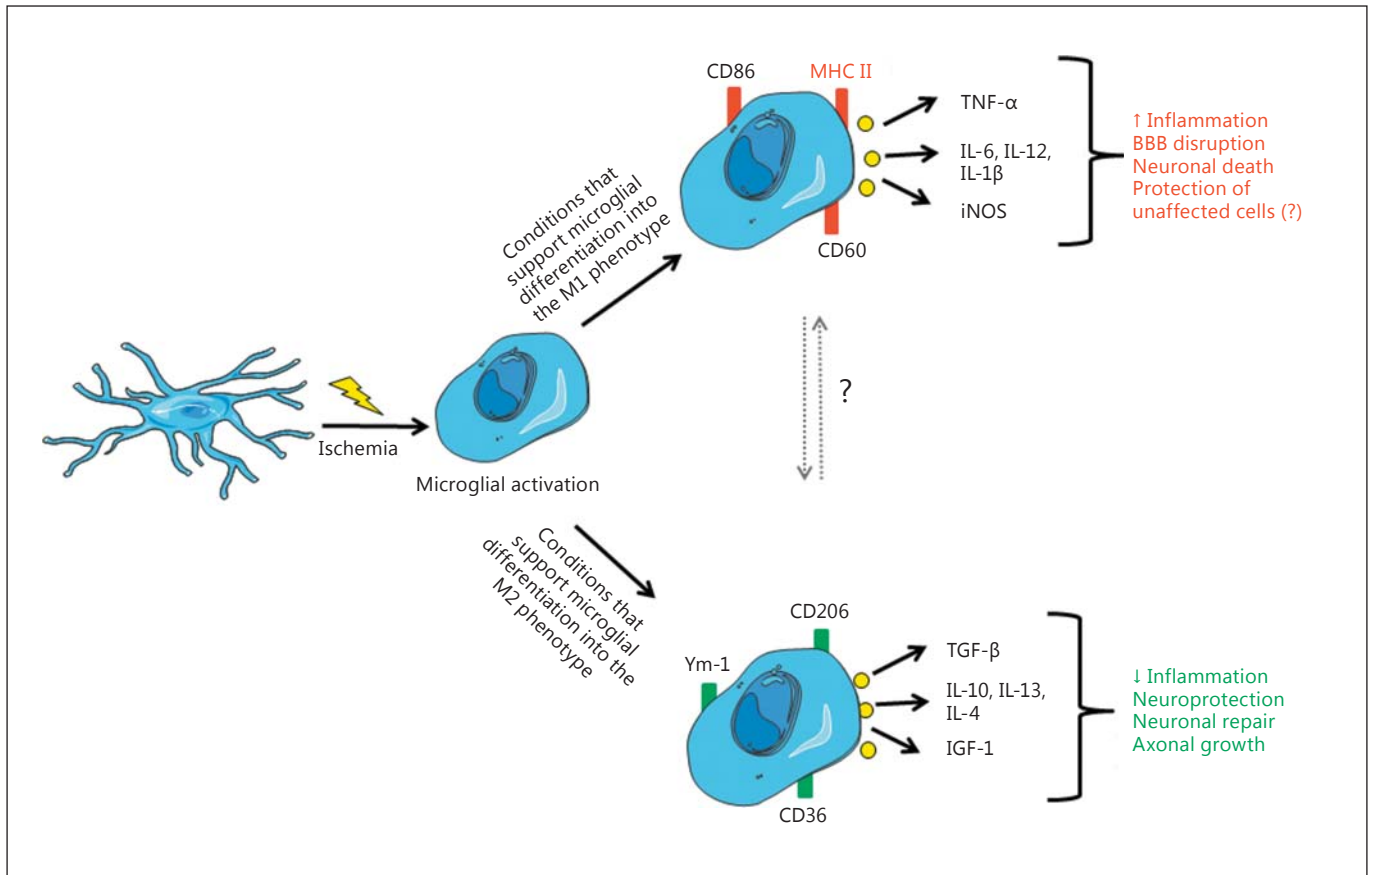 CD86
MHC II
TNF-α
IL-6, IL-12,
IL-1β
iNOS
CD60
↑ Inflammation
BBB disruption
Neuronal death
Protection of
unaffected cells (?)
Conditions that
support microglial
differentiation into
the M1 phenotype
Ischemia
Microglial activation
?
Conditions that
support microglial
differentiation into the
M2 phenotype
CD206
Ym-1
CD36
TGF-β
IL-10, IL-13,
IL-4
IGF-1
↓ Inflammation
Neuroprotection
Neuronal repair
Axonal growth